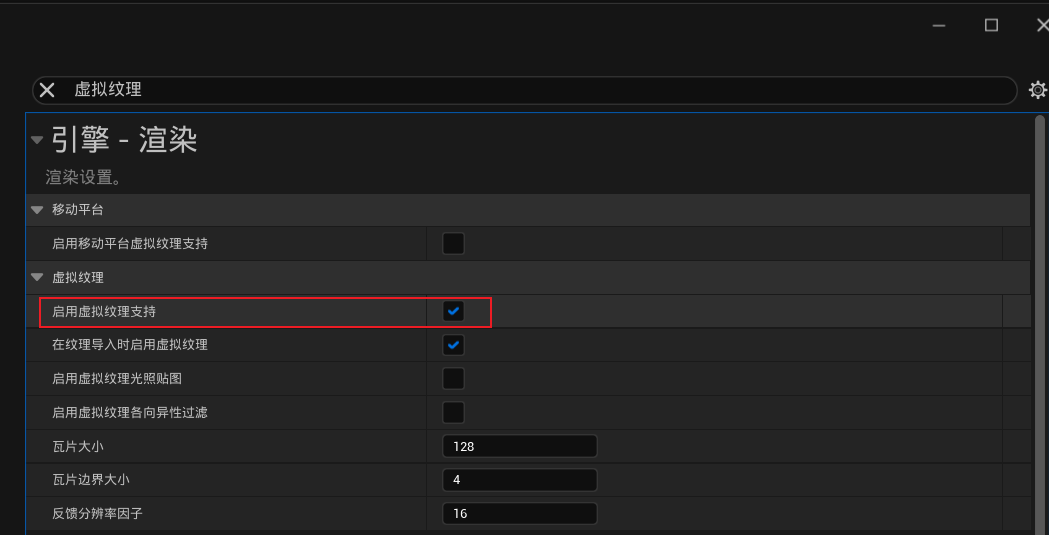 虚拟纹理
引擎 - 渲染
渲染设置。
移动平台
启用移动平台虚拟纹理支持
虚拟纹理
启用虚拟纹理支持
在纹理导入时启用虚拟纹理
启用虚拟纹理光照贴图
启用虚拟纹理各向异性过滤
瓦片大小 128
瓦片边界大小 4
反馈分辨率因子 16